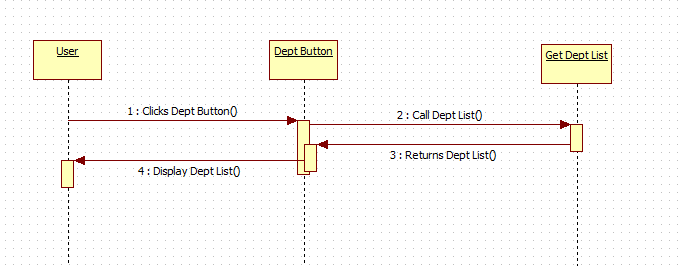 User
Dept Button
Get Dept List
1 : Clicks Dept Button()
2 : Call Dept List()
3 : Returns Dept List()
4 : Display Dept List()